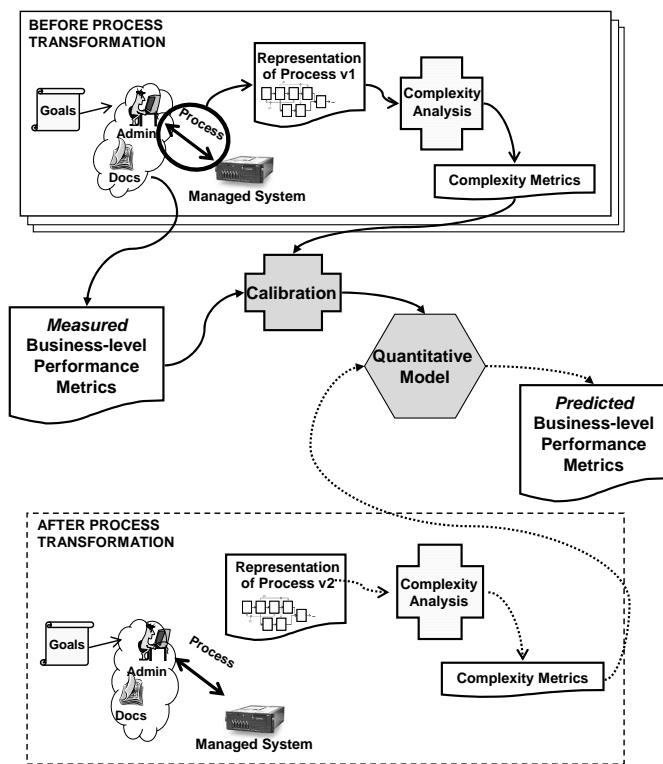 BEFORE PROCESS
TRANSFORMATION
Representation
of Process v1
Complexity
Analysis
Goals
Process
Admin
Docs
Managed System
Complexity Metrics
Calibration
Measured
Business-level
Performance
Metrics
Quantitative
Model
Predicted
Business-level
Performance
Metrics
AFTER PROCESS
TRANSFORMATION
Representation
of Process v2
Complexity
Analysis
Goals
Process
Admin
Docs
Managed System
Complexity Metrics